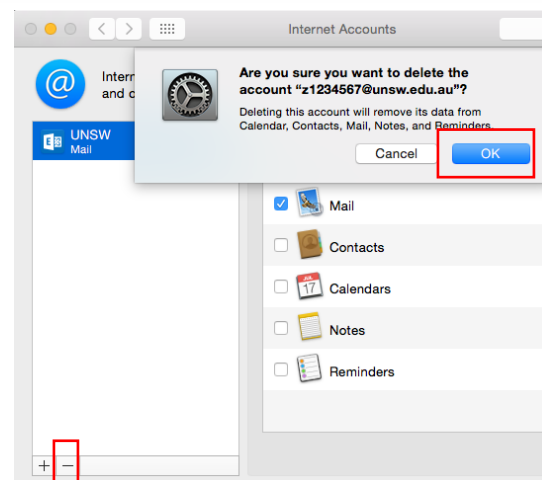 Internet Accounts
Intern
and c
Are you sure you want to delete the
account “z1234567@unsw.edu.au”?
Deleting this account will remove its data from
Calendar, Contacts, Mail, Notes, and Reminders.
Cancel
OK
UNSW
Mail
Mail
Contacts
JUL
17
Calendars
Notes
Reminders
+ −